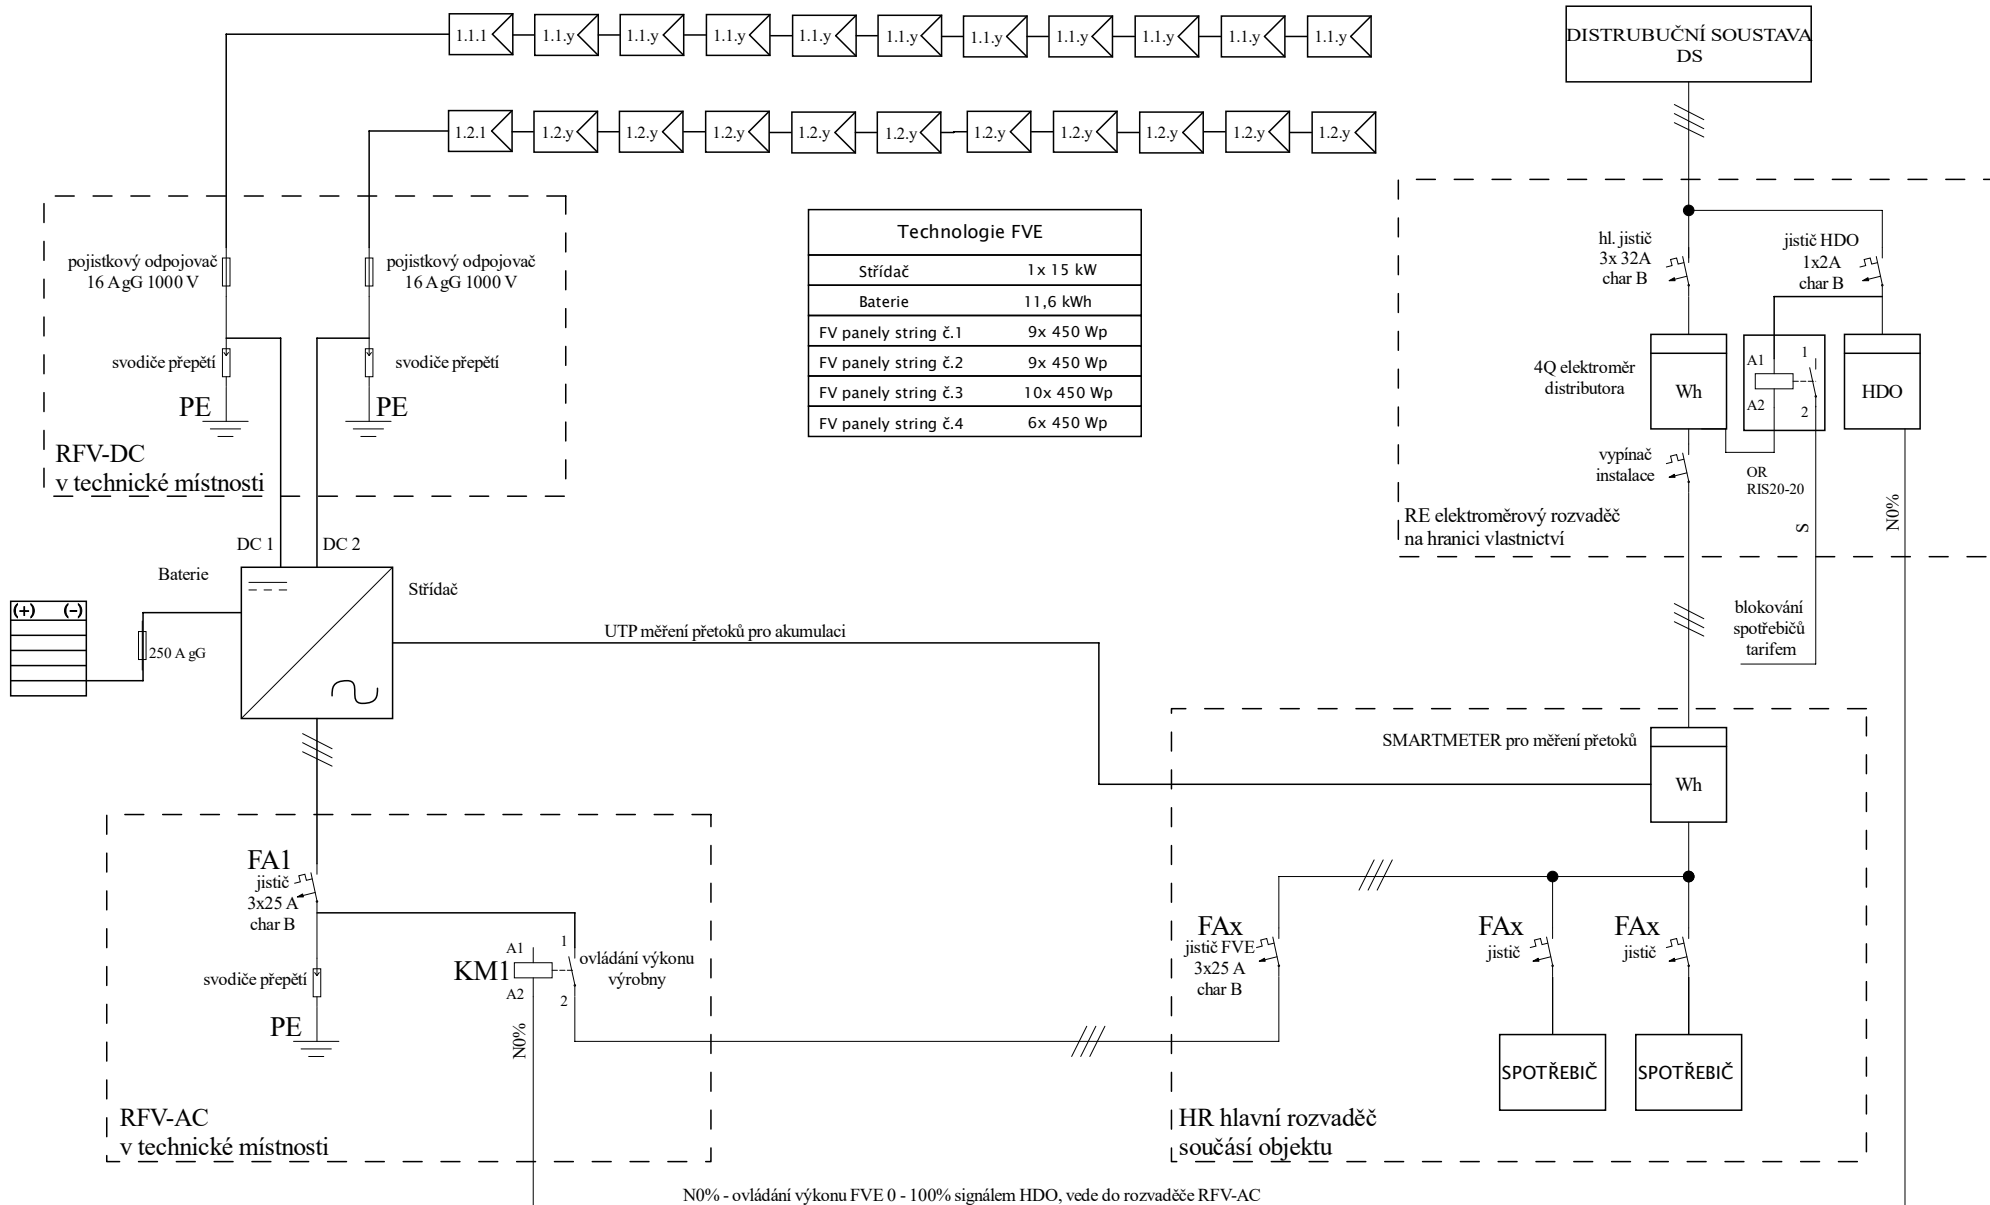 1.1.1 1.1.y 1.1.y 1.1.y 1.1.y 1.1.y 1.1.y 1.1.y 1.1.y 1.1.y 1.1.y
1.2.1 1.2.y 1.2.y 1.2.y 1.2.y 1.2.y 1.2.y 1.2.y 1.2.y 1.2.y 1.2.y
DISTRUBUČNÍ SOUSTAVA
DS
pojistkový odpojovač
16 AgG 1000 V
pojistkový odpojovač
16 AgG 1000 V
svodiče přepětí
svodiče přepětí
PE
PE
RFV-DC
v technické místnosti
Technologie FVE
Střídač 1x 15 kW
Baterie 11,6 kWh
FV panely string č.1 9x 450 Wp
FV panely string č.2 9x 450 Wp
FV panely string č.3 10x 450 Wp
FV panely string č.4 6x 450 Wp
hl. jistič
3x 32A
char B
jistič HDO
1x2A
char B
4Q elektroměr
distributora
Wh
A1
A2
1
2
HDO
vypínač
instalace
OR
RIS20-20
S
N0%
RE elektroměrový rozvaděč
na hranici vlastnictví
blokování
spotřebičů
tarifem
DC 1
DC 2
Baterie
Střídač
(+) (-)
250 A gG
UTP měření přetoků pro akumulaci
SMARTMETER pro měření přetoků
Wh
FA1
jistič
3x25 A
char B
svodiče přepětí
PE
KM1
A1
A2
1
2
ovládání výkonu
výrobny
N0%
RFV-AC
v technické místnosti
FAx
jistič FVE
3x25 A
char B
FAx
jistič
FAx
jistič
SPOTŘEBIČ
SPOTŘEBIČ
HR hlavní rozvaděč
součásí objektu
N0% - ovládání výkonu FVE 0 - 100% signálem HDO, vede do rozvaděče RFV-AC